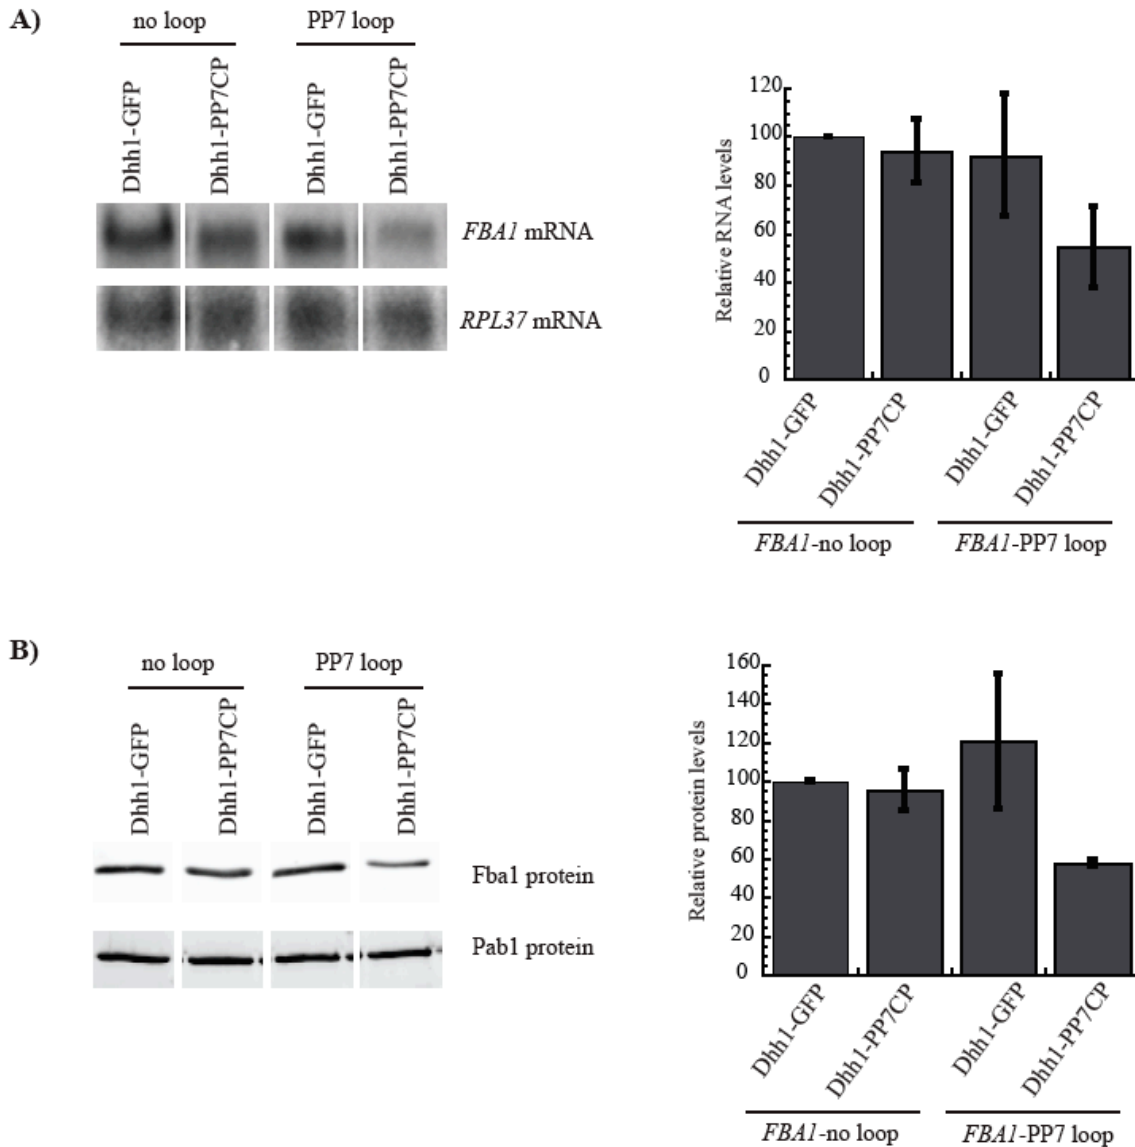 A)
no loop
PP7 loop
Dhh1-GFP
Dhh1-PP7CP
Dhh1-GFP
Dhh1-PP7CP
FBA1 mRNA
RPL37 mRNA
Relative RNA levels
120
100
80
60
40
20
0
Dhh1-GFP
Dhh1-PP7CP
Dhh1-GFP
Dhh1-PP7CP
FBA1-no loop
FBA1-PP7 loop
B)
no loop
PP7 loop
Dhh1-GFP
Dhh1-PP7CP
Dhh1-GFP
Dhh1-PP7CP
Fba1 protein
Pab1 protein
Relative protein levels
160
140
120
100
80
60
40
20
0
Dhh1-GFP
Dhh1-PP7CP
Dhh1-GFP
Dhh1-PP7CP
FBA1-no loop
FBA1-PP7 loop